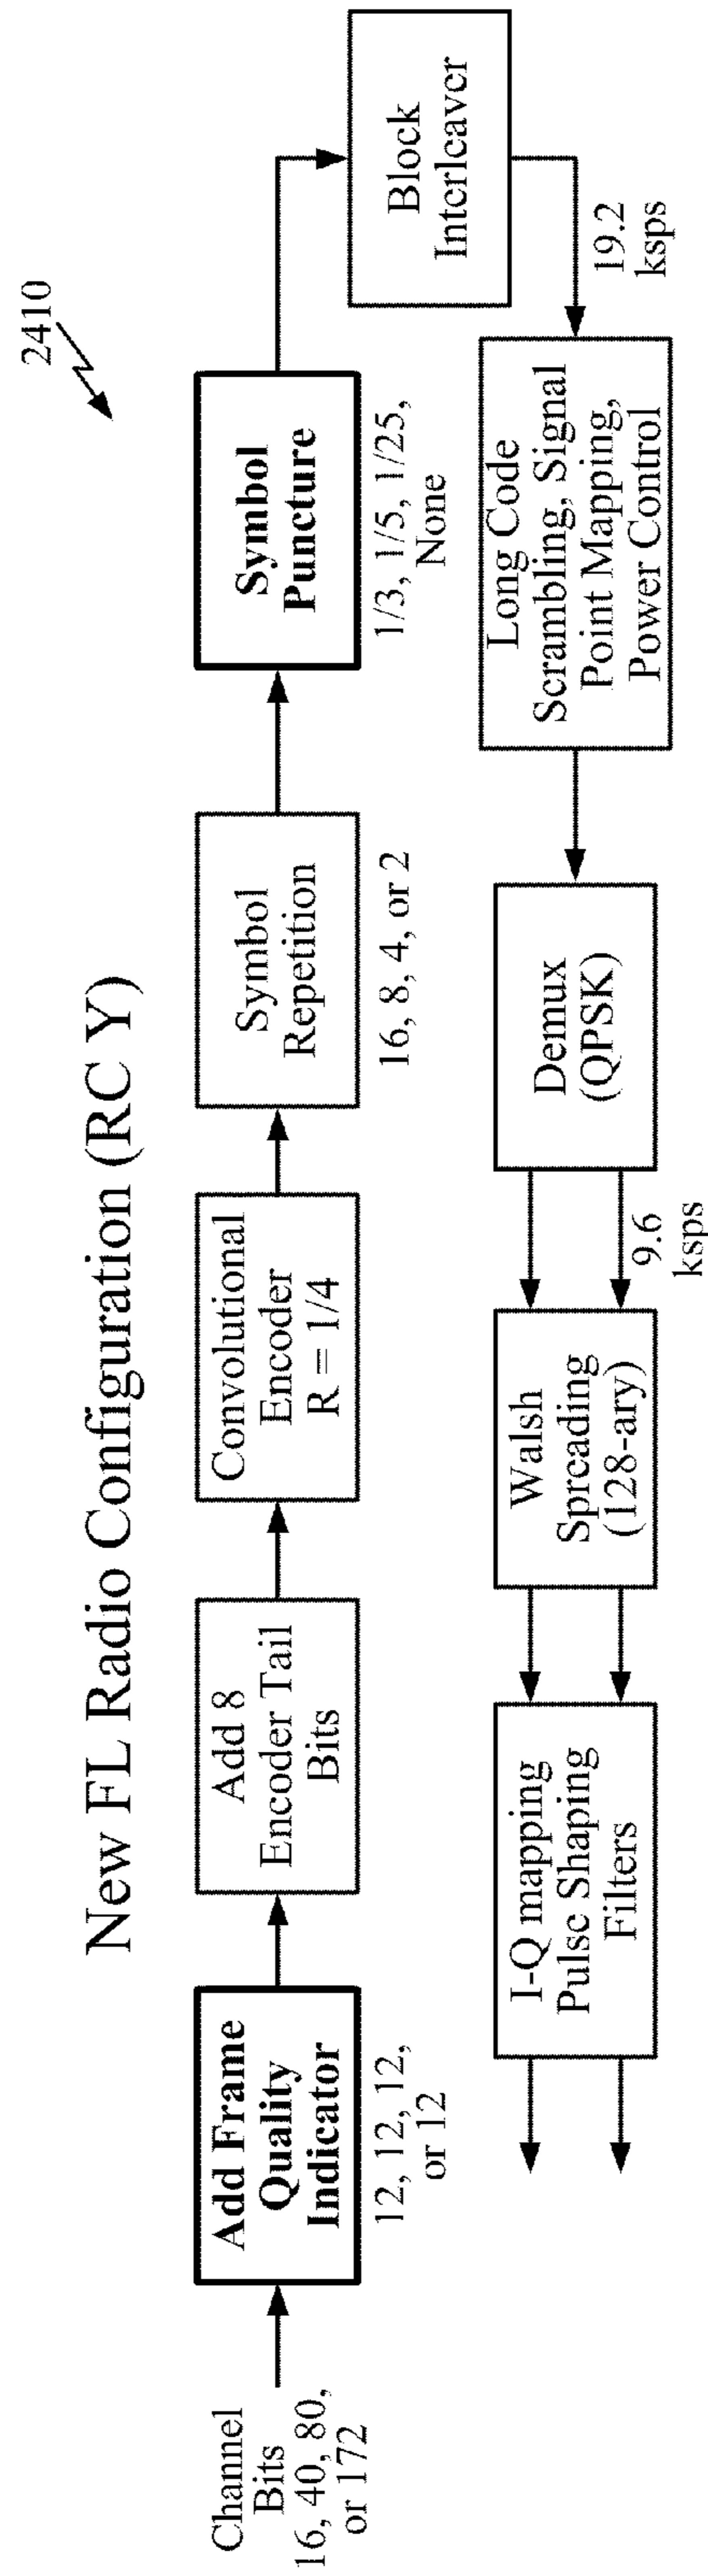 New FL Radio Configuration (RC Y)
2410
Channel
Bits
16, 40, 80,
or 172
Add Frame
Quality
Indicator
12, 12, 12,
or 12
Add 8
Encoder Tail
Bits
Convolutional
Encoder
R = 1/4
Symbol
Repetition
16, 8, 4, or 2
Symbol
Puncture
1/3, 1/5, 1/25,
None
Block
Interleaver
19.2
ksps
Long Code
Scrambling, Signal
Point Mapping,
Power Control
Demux
(QPSK)
9.6
ksps
Walsh
Spreading
(128-ary)
I-Q mapping
Pulse Shaping
Filters